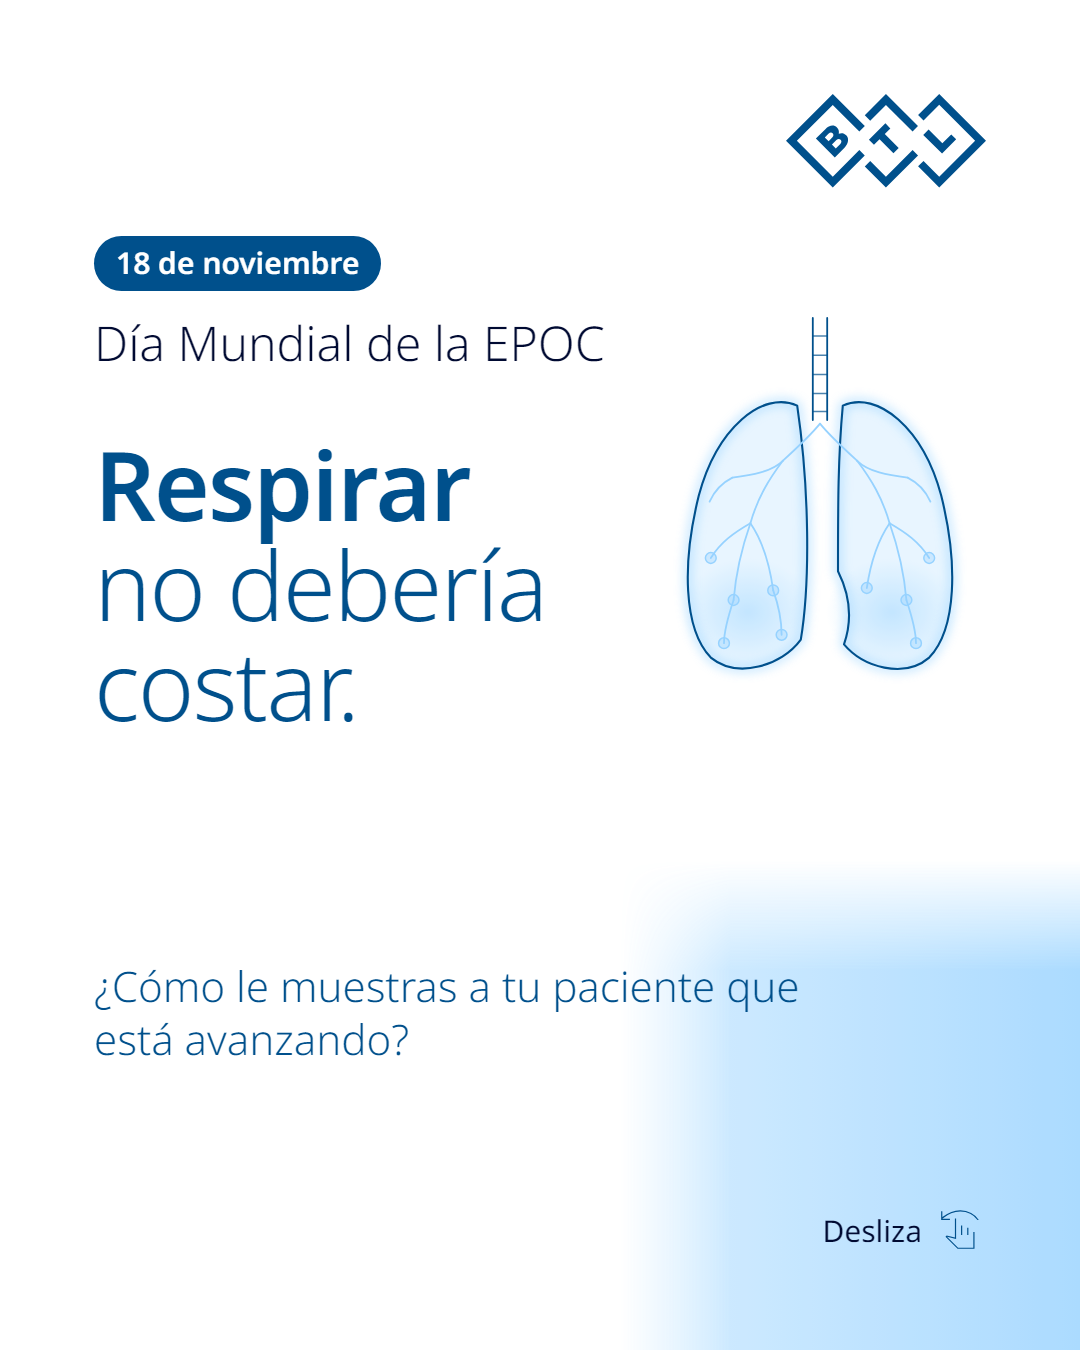 BTL
18 de noviembre
Día Mundial de la EPOC
Respirar
no debería
costar.
¿Cómo le muestras a tu paciente que
está avanzando?
Desliza